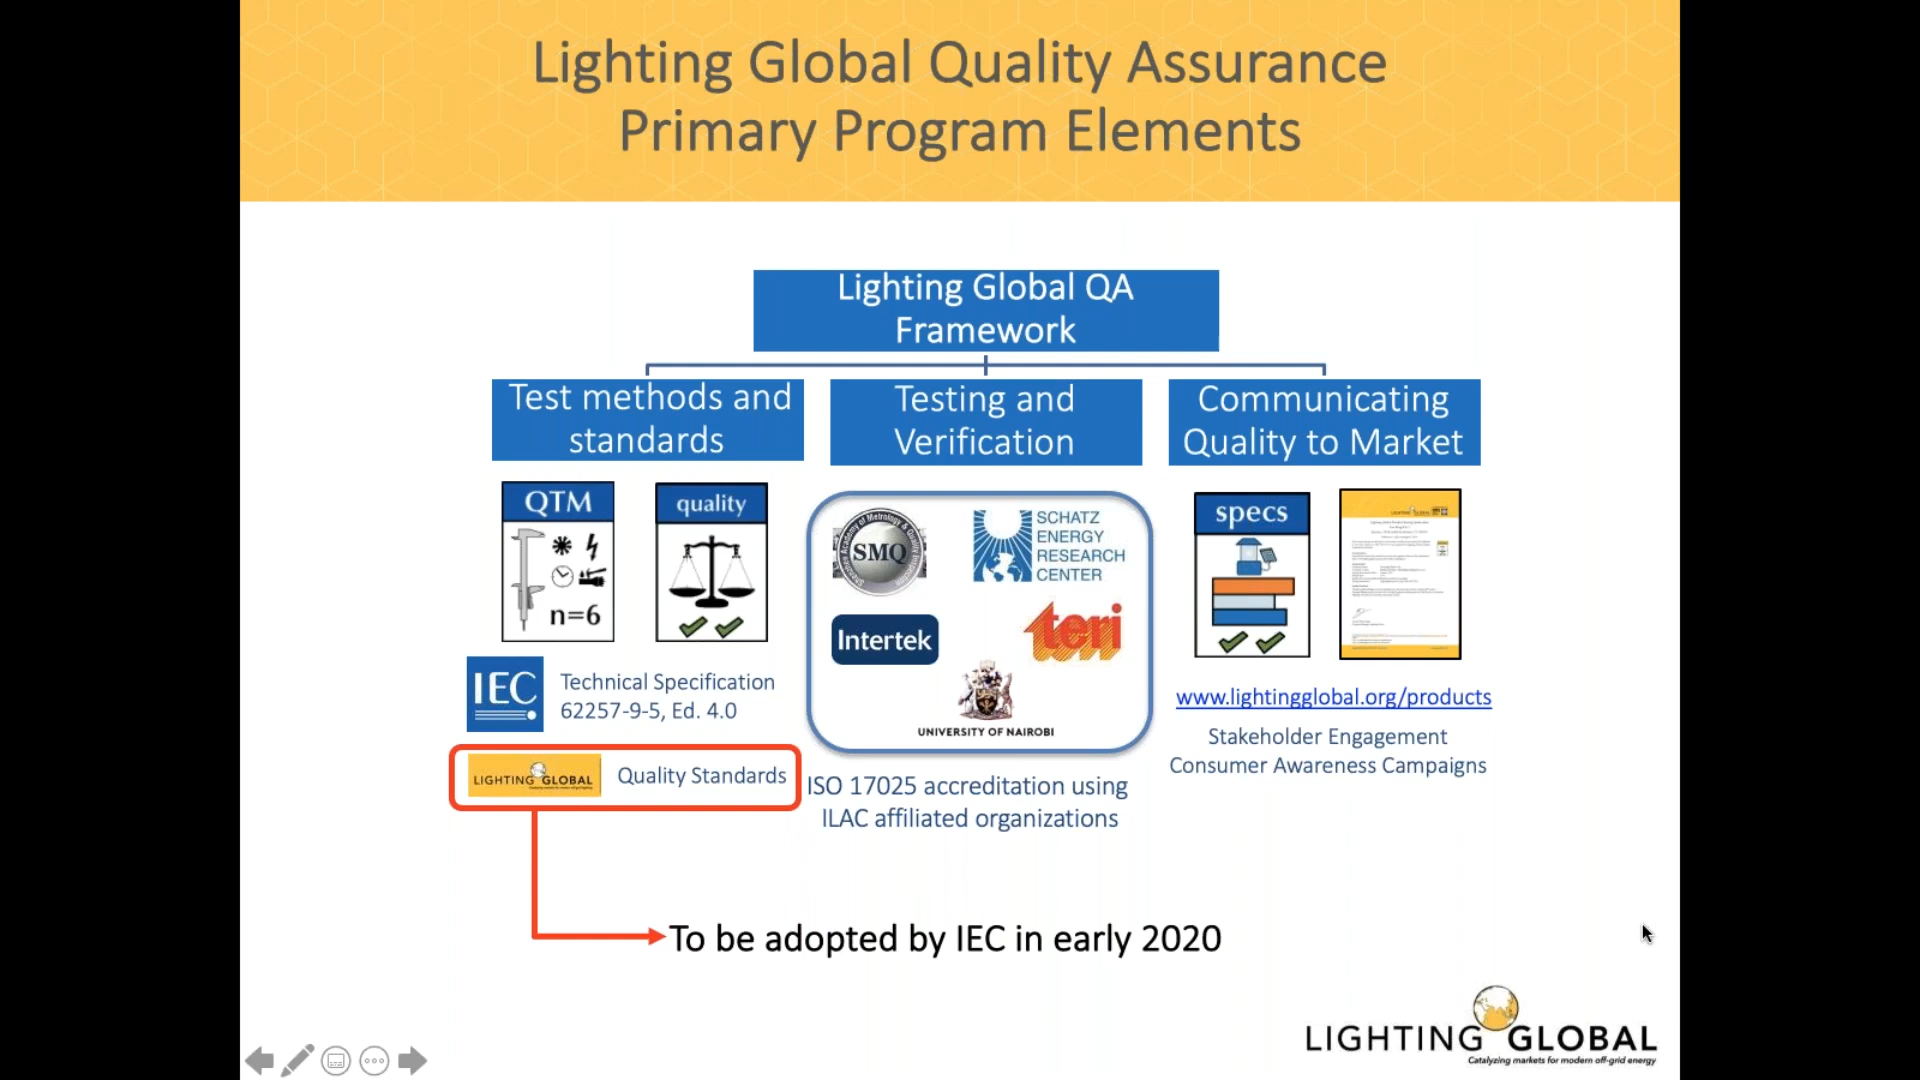 Lighting Global Quality Assurance
Primary Program Elements
Lighting Global QA
Framework
Test methods and
standards
Testing and
Verification
Communicating
Quality to Market
QTM
n=6
quality
SMQ
SCHATZ
ENERGY
RESEARCH
CENTER
Intertek
teri
UNIVERSITY OF NAIROBI
specs
IEC
Technical Specification
62257-9-5, Ed. 4.0
LIGHTING GLOBAL
Quality Standards
ISO 17025 accreditation using
ILAC affiliated organizations
www.lightingglobal.org/products
Stakeholder Engagement
Consumer Awareness Campaigns
To be adopted by IEC in early 2020
LIGHTING GLOBAL
Catalyzing markets for modern off-grid energy